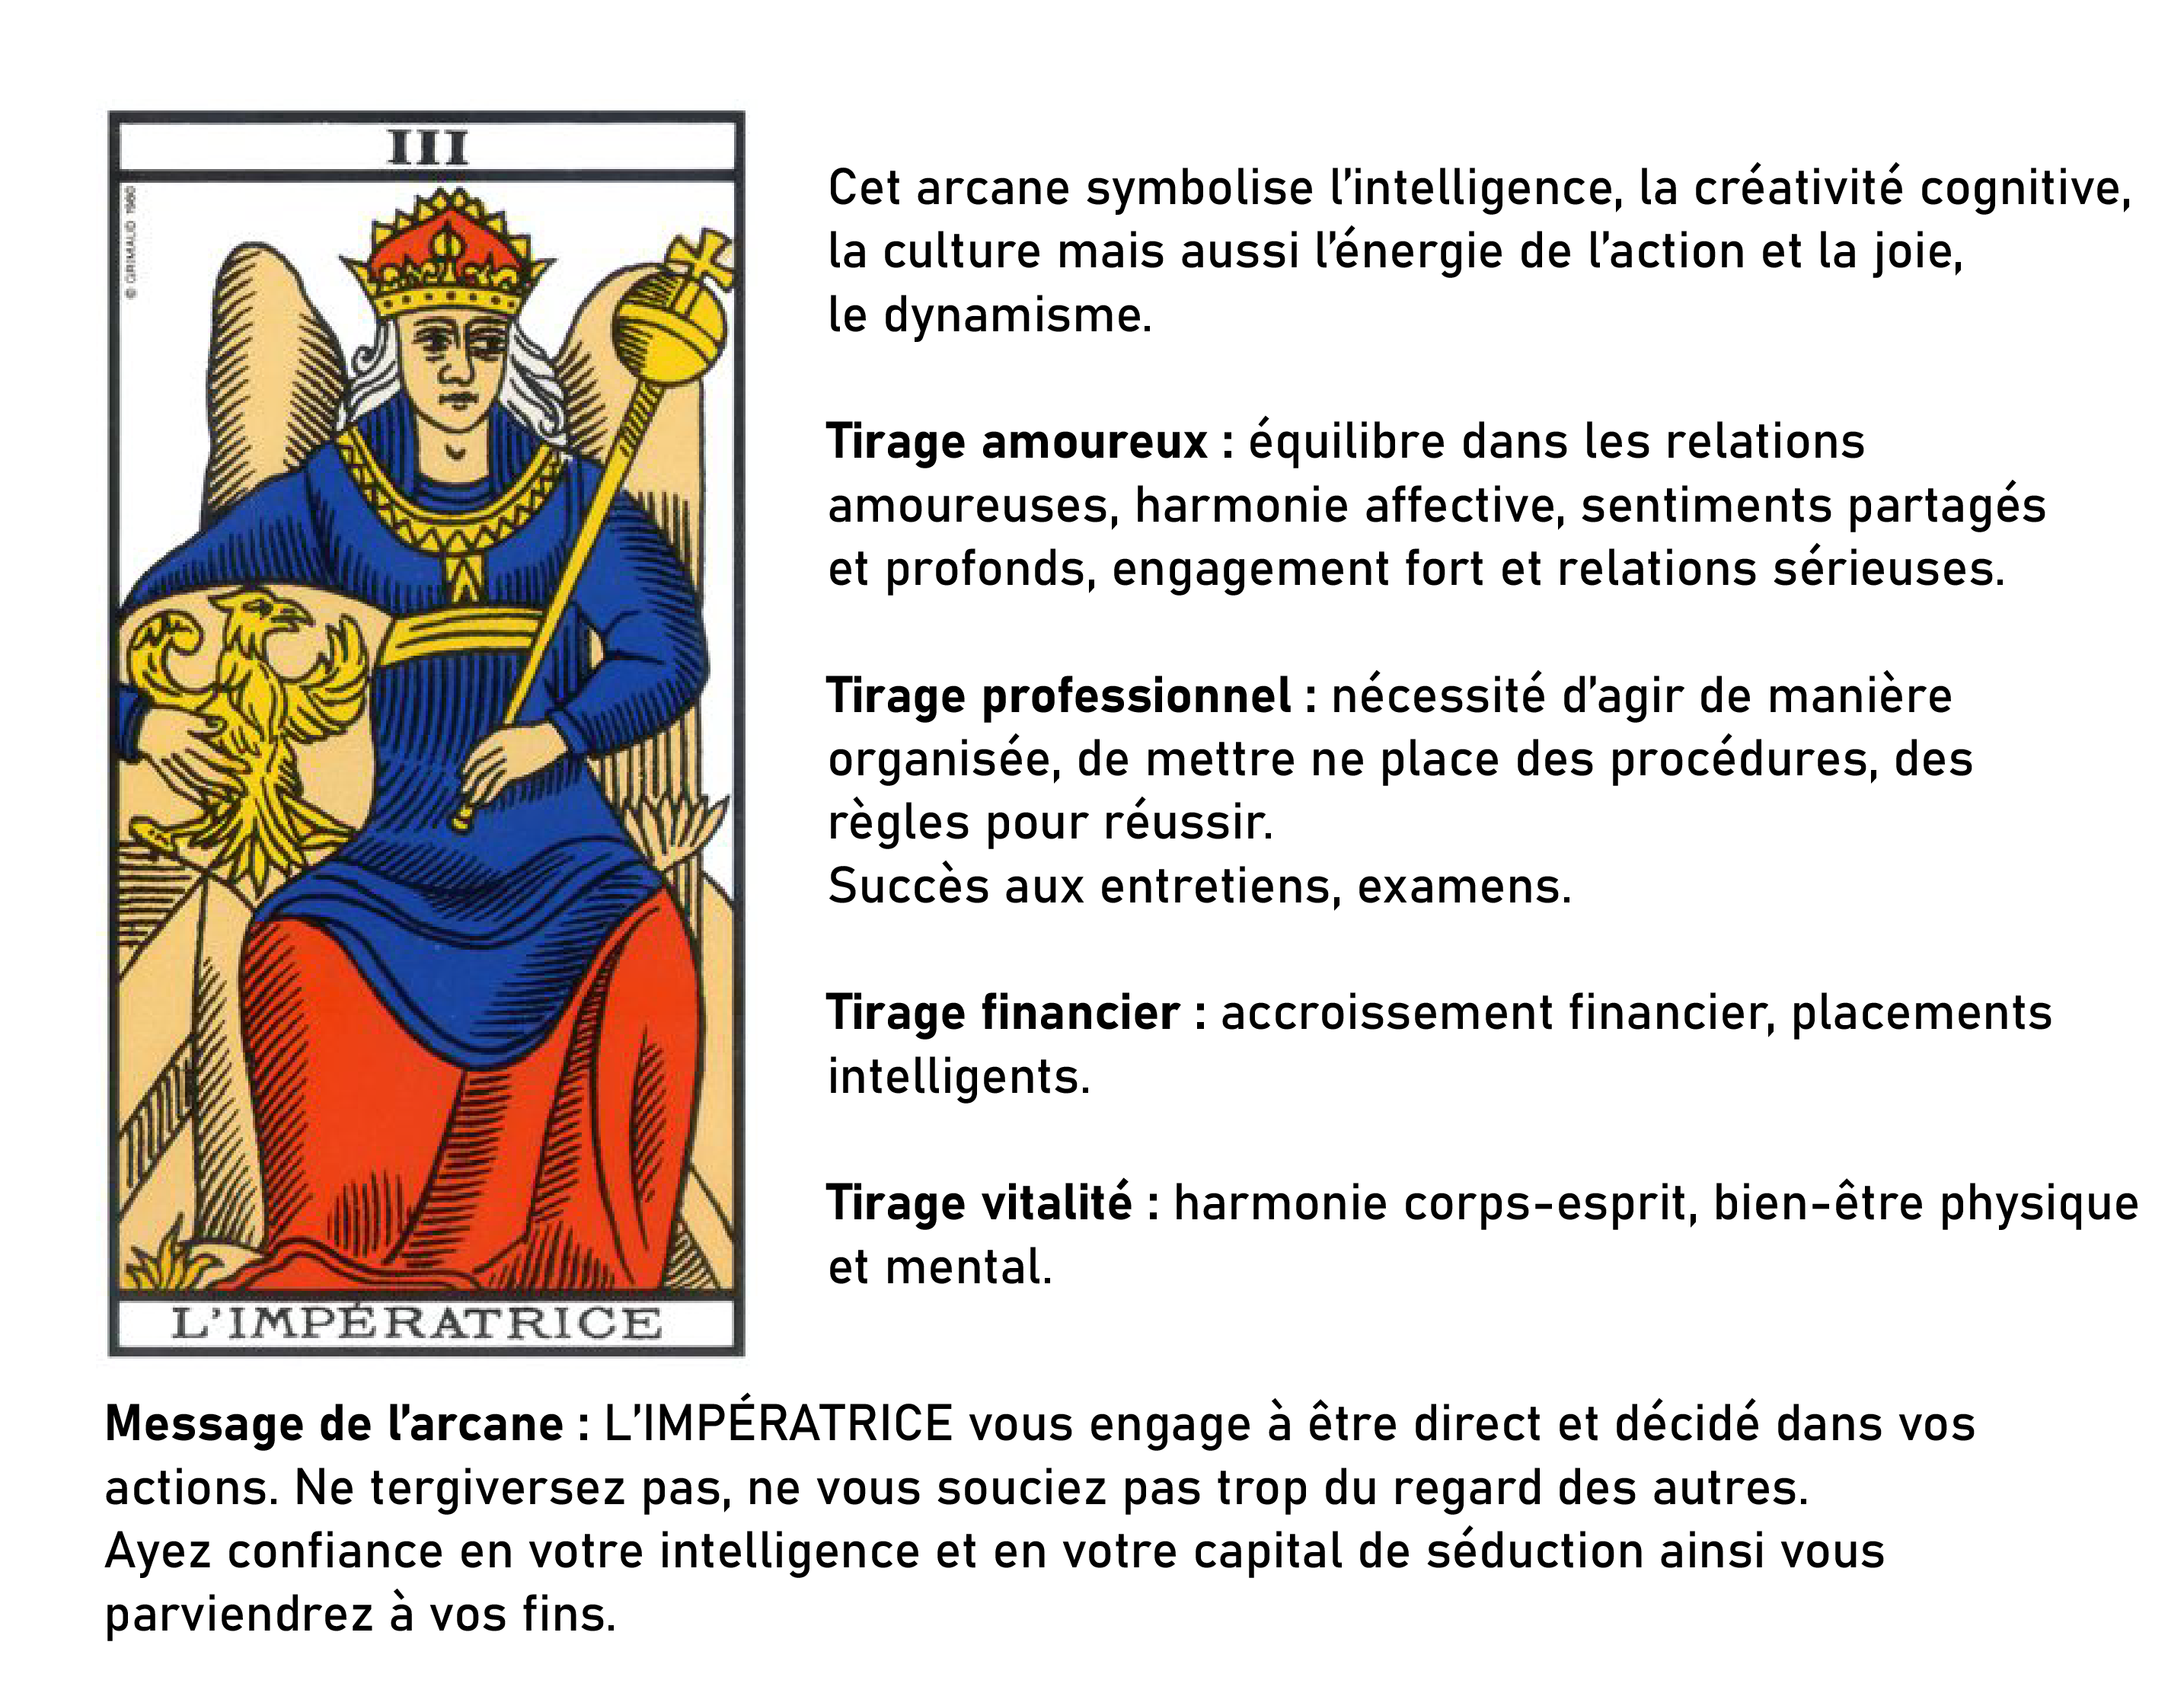 III
© GRIMAUD 1980
Cet arcane symbolise l'intelligence, la créativité cognitive,
la culture mais aussi l'énergie de l'action et la joie,
le dynamisme.
Tirage amoureux : équilibre dans les relations
amoureuses, harmonie affective, sentiments partagés
et profonds, engagement fort et relations sérieuses.
Tirage professionnel : nécessité d'agir de manière
organisée, de mettre ne place des procédures, des
règles pour réussir.
Succès aux entretiens, examens.
Tirage financier : accroissement financier, placements
intelligents.
Tirage vitalité : harmonie corps-esprit, bien-être physique
et mental.
L'IMPÉRATRICE
Message de l'arcane : L'IMPÉRATRICE vous engage à être direct et décidé dans vos
actions. Ne tergiversez pas, ne vous souciez pas trop du regard des autres.
Ayez confiance en votre intelligence et en votre capital de séduction ainsi vous
parviendrez à vos fins.